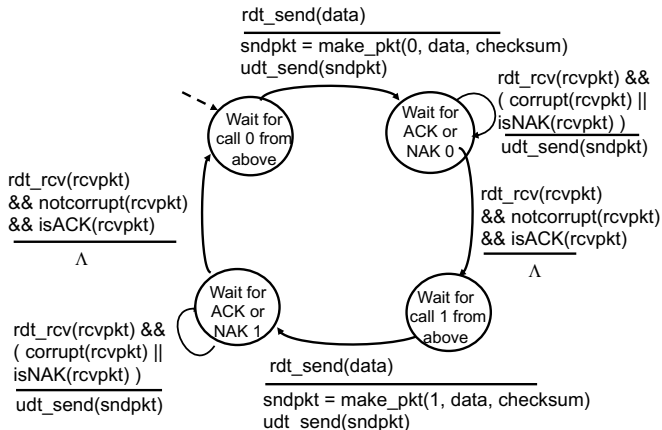 rdt_send(data)
sndpkt = make_pkt(0, data, checksum)
udt_send(sndpkt)
Wait for
call 0 from
above
Wait for
ACK or
NAK 0
rdt_rcv(rcvpkt) &&
( corrupt(rcvpkt) ||
isNAK(rcvpkt) )
udt_send(sndpkt)
rdt_rcv(rcvpkt)
&& notcorrupt(rcvpkt)
&& isACK(rcvpkt)
Λ
rdt_rcv(rcvpkt)
&& notcorrupt(rcvpkt)
&& isACK(rcvpkt)
Λ
Wait for
ACK or
NAK 1
Wait for
call 1 from
above
rdt_rcv(rcvpkt) &&
( corrupt(rcvpkt) ||
isNAK(rcvpkt) )
udt_send(sndpkt)
rdt_send(data)
sndpkt = make_pkt(1, data, checksum)
udt_send(sndpkt)